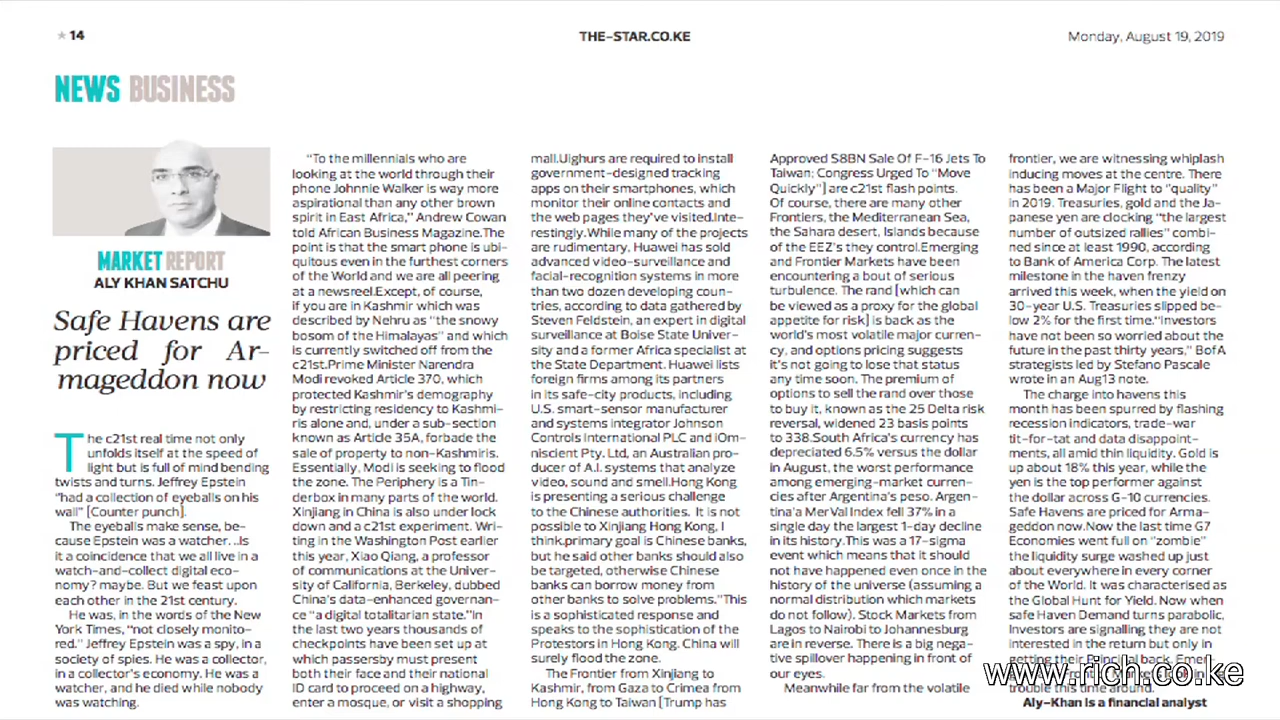 ★ 14
THE-STAR.CO.KE
Monday, August 19, 2019
NEWS BUSINESS
MARKET REPORT
ALY KHAN SATCHU
Safe Havens are
priced for Ar-
mageddon now
The c21st real time not only
unfolds itself at the speed of
light but is full of mind bending
twists and turns. Jeffrey Epstein
"had a collection of eyeballs on his
wall" [Counter punch].
The eyeballs make sense, be-
cause Epstein was a watcher...Is
it a coincidence that we all live in a
watch-and-collect digital eco-
nomy? maybe. But we feast upon
each other in the 21st century.
He was, in the words of the New
York Times, "not closely monito-
red." Jeffrey Epstein was a spy, in a
society of spies. He was a collector,
in a collector's economy. He was a
watcher, and he died while nobody
was watching.
"To the millennials who are
looking at the world through their
phone Johnnie Walker is way more
aspirational than any other brown
spirit in East Africa," Andrew Cowan
told African Business Magazine.The
point is that the smart phone is ubi-
quitous even in the furthest corners
of the World and we are all peering
at a newsreel.Except, of course,
if you are in Kashmir which was
described by Nehru as "the snowy
bosom of the Himalayas" and which
is currently switched off from the
c21st.Prime Minister Narendra
Modi revoked Article 370, which
protected Kashmir's demography
by restricting residency to Kashmi-
ris alone and, under a sub-section
known as Article 35A, forbade the
sale of property to non-Kashmiris.
Essentially, Modi is seeking to flood
the zone. The Periphery is a Tin-
derbox in many parts of the world.
Xinjiang in China is also under lock
down and a c21st experiment. Wri-
ting in the Washington Post earlier
this year, Xiao Qiang, a professor
of communications at the Univer-
sity of California, Berkeley, dubbed
China's data-enhanced governan-
ce "a digital totalitarian state."in
the last two years thousands of
checkpoints have been set up at
which passersby must present
both their face and their national
ID card to proceed on a highway,
enter a mosque, or visit a shopping
mall.Uighurs are required to install
government-designed tracking
apps on their smartphones, which
monitor their online contacts and
the web pages they've visited.Inte-
restingly.While many of the projects
are rudimentary, Huawei has sold
advanced video-surveillance and
facial-recognition systems in more
than two dozen developing coun-
tries, according to data gathered by
Steven Feldstein, an expert in digital
surveillance at Boise State Univer-
sity and a former Africa specialist at
the State Department. Huawei lists
foreign firms among its partners
in its safe-city products, including
U.S. smart-sensor manufacturer
and systems integrator Johnson
Controls International PLC and iOm-
niscient Pty. Ltd, an Australian pro-
ducer of A.I. systems that analyze
video, sound and smell.Hong Kong
is presenting a serious challenge
to the Chinese authorities. It is not
possible to Xinjiang Hong Kong, I
think.primary goal is Chinese banks,
but he said other banks should also
be targeted, otherwise Chinese
banks can borrow money from
other banks to solve problems."This
is a sophisticated response and
speaks to the sophistication of the
Protestors in Hong Kong. China will
surely flood the zone.
The Frontier from Xinjiang to
Kashmir, from Gaza to Crimea from
Hong Kong to Taiwan [Trump has
Approved $8BN Sale Of F-16 Jets To
Taiwan; Congress Urged To "Move
Quickly"] are c21st flash points.
Of course, there are many other
Frontiers, the Mediterranean Sea,
the Sahara desert, Islands because
of the EEZ's they control.Emerging
and Frontier Markets have been
encountering a bout of serious
turbulence. The rand [which can
be viewed as a proxy for the global
appetite for risk] is back as the
world's most volatile major curren-
cy, and options pricing suggests
it's not going to lose that status
any time soon. The premium of
options to sell the rand over those
to buy it, known as the 25 Delta risk
reversal, widened 23 basis points
to 338.South Africa's currency has
depreciated 6.5% versus the dollar
in August, the worst performance
among emerging-market curren-
cies after Argentina's peso. Argen-
tina'a MerVal Index fell 37% in a
single day the largest 1-day decline
in its history.This was a 17-sigma
event which means that it should
not have happened even once in the
history of the universe (assuming a
normal distribution which markets
do not follow). Stock Markets from
Lagos to Nairobi to Johannesburg
are in reverse. There is a big nega-
tive spillover happening in front of
our eyes.
Meanwhile far from the volatile
frontier, we are witnessing whiplash
inducing moves at the centre. There
has been a Major Flight to "quality"
in 2019. Treasuries, gold and the Ja-
panese yen are clocking "the largest
number of outsized rallies" combi-
ned since at least 1990, according
to Bank of America Corp. The latest
milestone in the haven frenzy
arrived this week, when the yield on
30-year U.S. Treasuries slipped be-
low 2% for the first time."Investors
have not been so worried about the
future in the past thirty years," BofA
strategists led by Stefano Pascale
wrote in an Aug13 note.
The charge into havens this
month has been spurred by flashing
recession indicators, trade-war
tit-for-tat and data disappoint-
ments, all amid thin liquidity. Gold is
up about 18% this year, while the
yen is the top performer against
the dollar across G-10 currencies.
Safe Havens are priced for Arma-
geddon now.Now the last time G7
Economies went full on "zombie"
the liquidity surge washed up just
about everywhere in every corner
of the World. It was characterised as
the Global Hunt for Yield. Now when
safe Haven Demand turns parabolic,
Investors are signalling they are not
interested in the return but only in
getting their Principal back.
trouble this time around.
Aly-Khan is a financial analyst
www.rich.co.ke